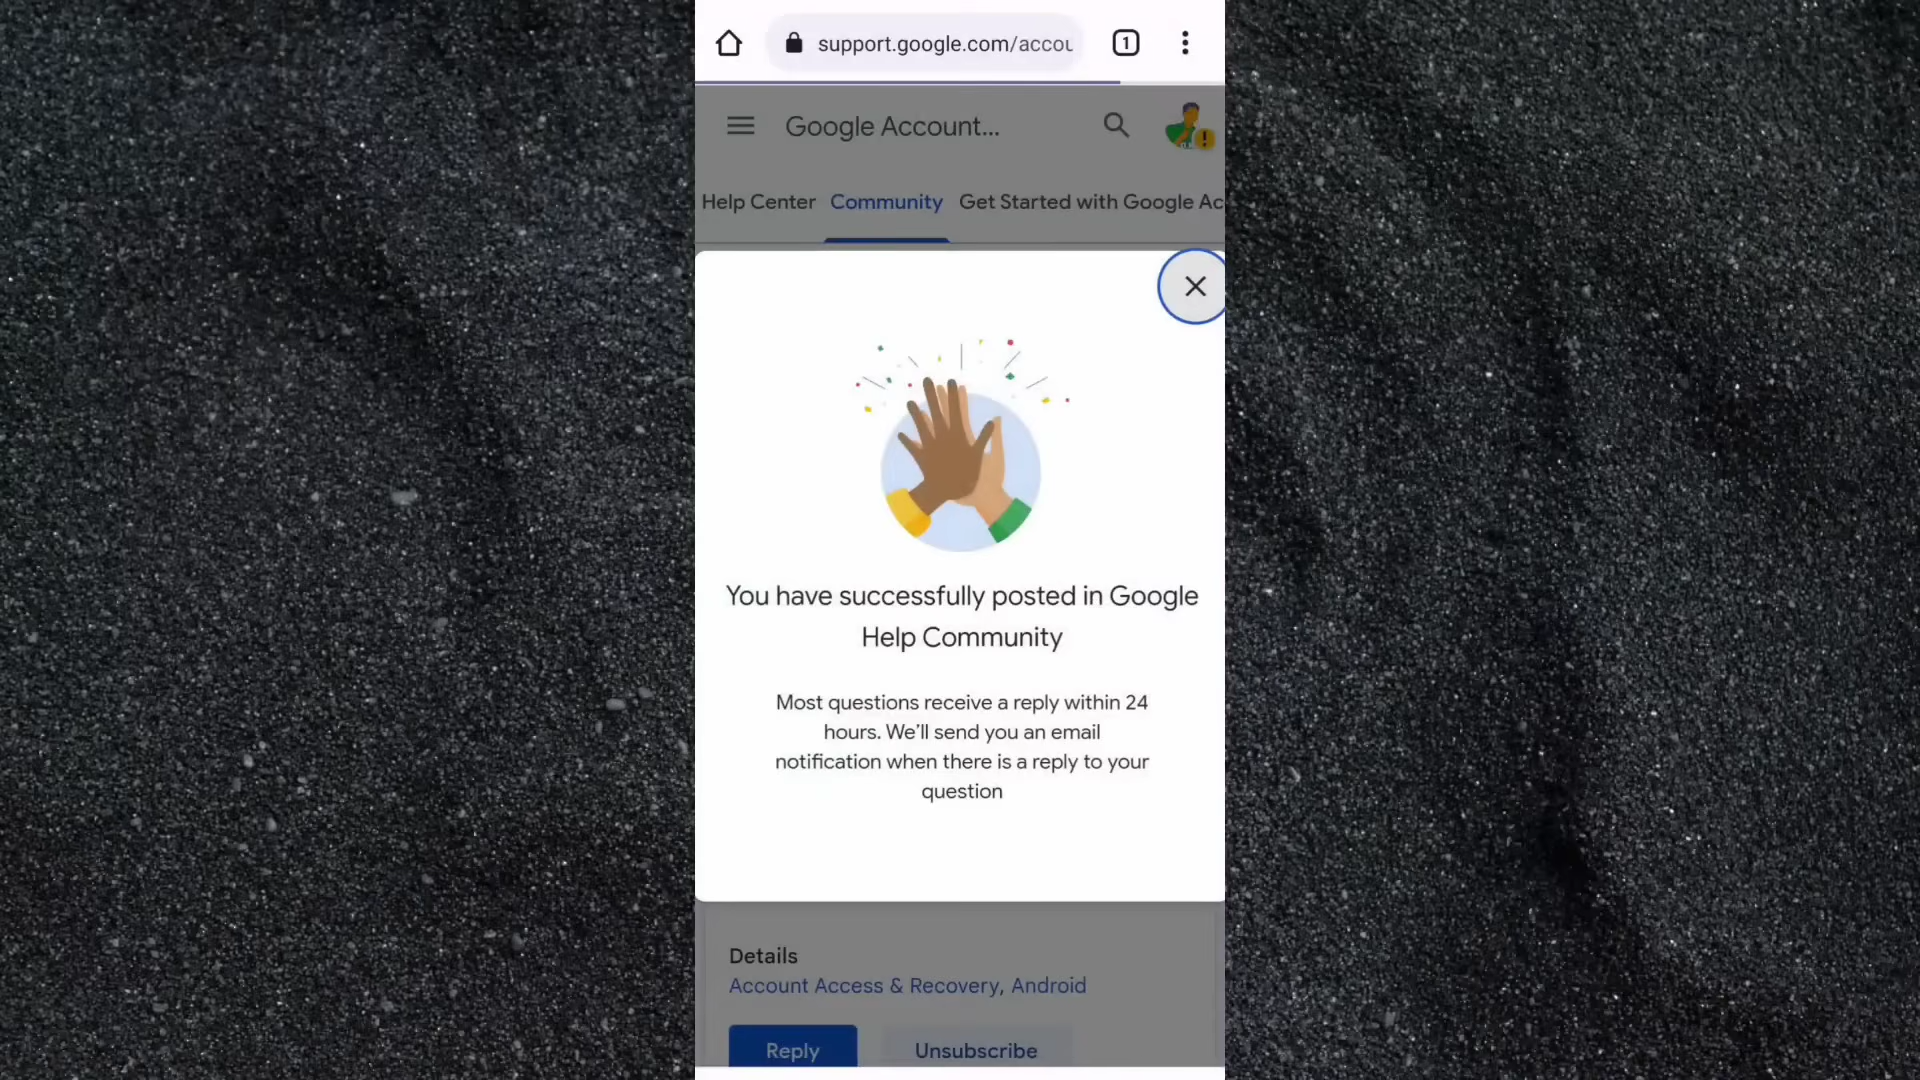 support.google.com/accou
1
Google Account...
Help Center Community Get Started with Google Ac
You have successfully posted in Google
Help Community
Most questions receive a reply within 24
hours. We'll send you an email
notification when there is a reply to your
question
Details
Account Access & Recovery, Android
Reply Unsubscribe